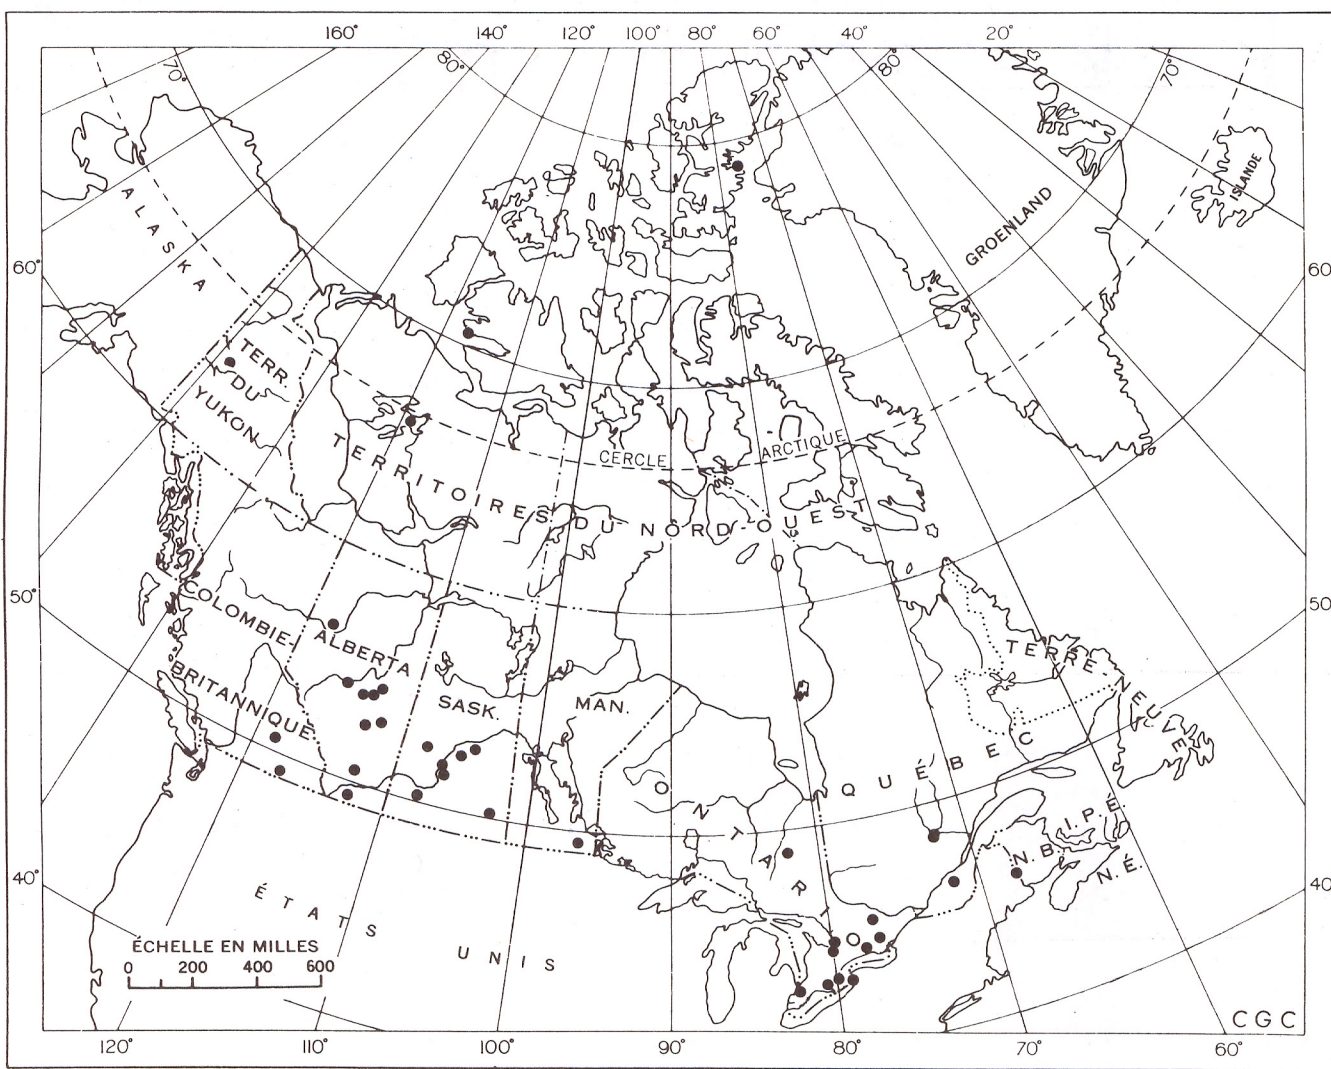 160° 140° 120° 100° 90° 80° 60° 40° 20°
70° 80° 80° 70°
ISLANDE
ALASKA
GROENLAND
60° 60°
TERR.
DU
YUKON
CERCLE ARCTIQUE
TERRITOIRES DU NORD-OUEST
50° 50°
COLOMBIE-
BRITANNIQUE
ALBERTA
SASK.
MAN.
ONTARIO
QUÉBEC
TERRE NEUVE
I.P.É.
N.B.
N.É.
40° 40°
ÉTATS UNIS
ÉCHELLE EN MILLES
0 200 400 600
CGC
120° 110° 100° 90° 80° 70° 60°